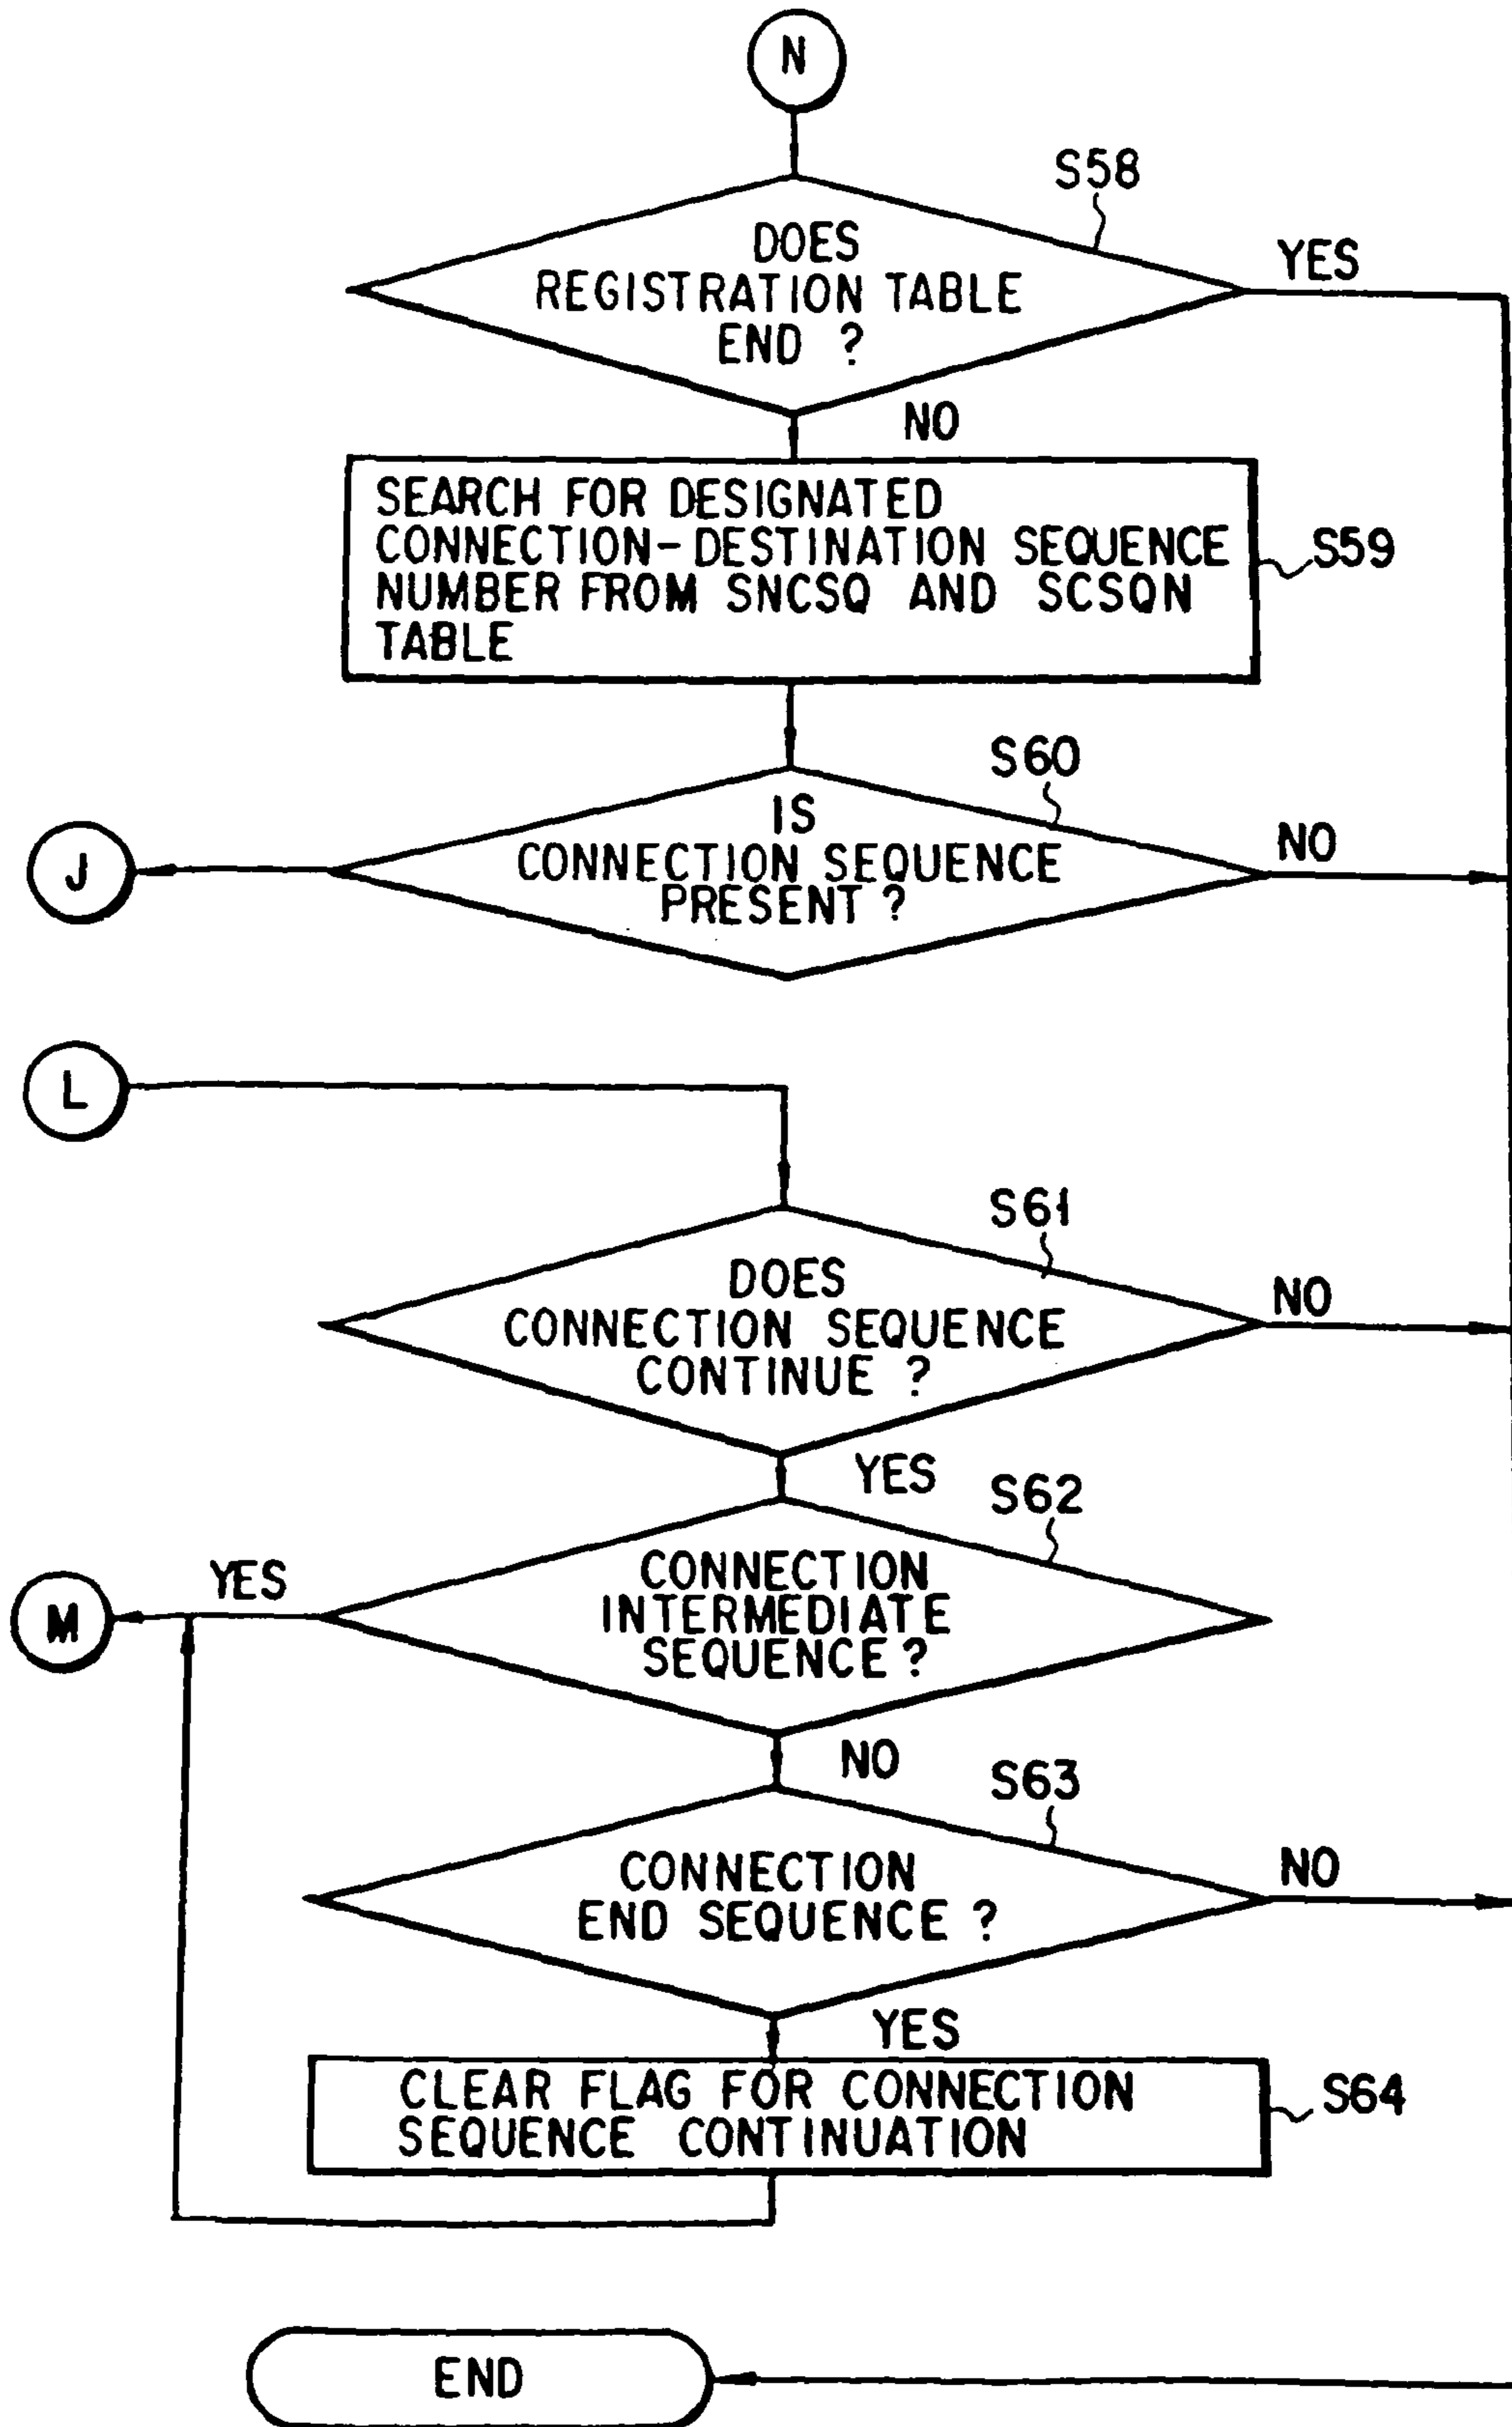 N
S58
DOES
REGISTRATION TABLE
END ?
YES
NO
SEARCH FOR DESIGNATED
CONNECTION-DESTINATION SEQUENCE
NUMBER FROM SNCSQ AND SCSQN
TABLE
S59
S60
IS
CONNECTION SEQUENCE
PRESENT ?
NO
J
L
S61
DOES
CONNECTION SEQUENCE
CONTINUE ?
NO
YES
S62
CONNECTION
INTERMEDIATE
SEQUENCE ?
YES
M
NO
S63
CONNECTION
END SEQUENCE ?
NO
YES
CLEAR FLAG FOR CONNECTION
SEQUENCE CONTINUATION
S64
END